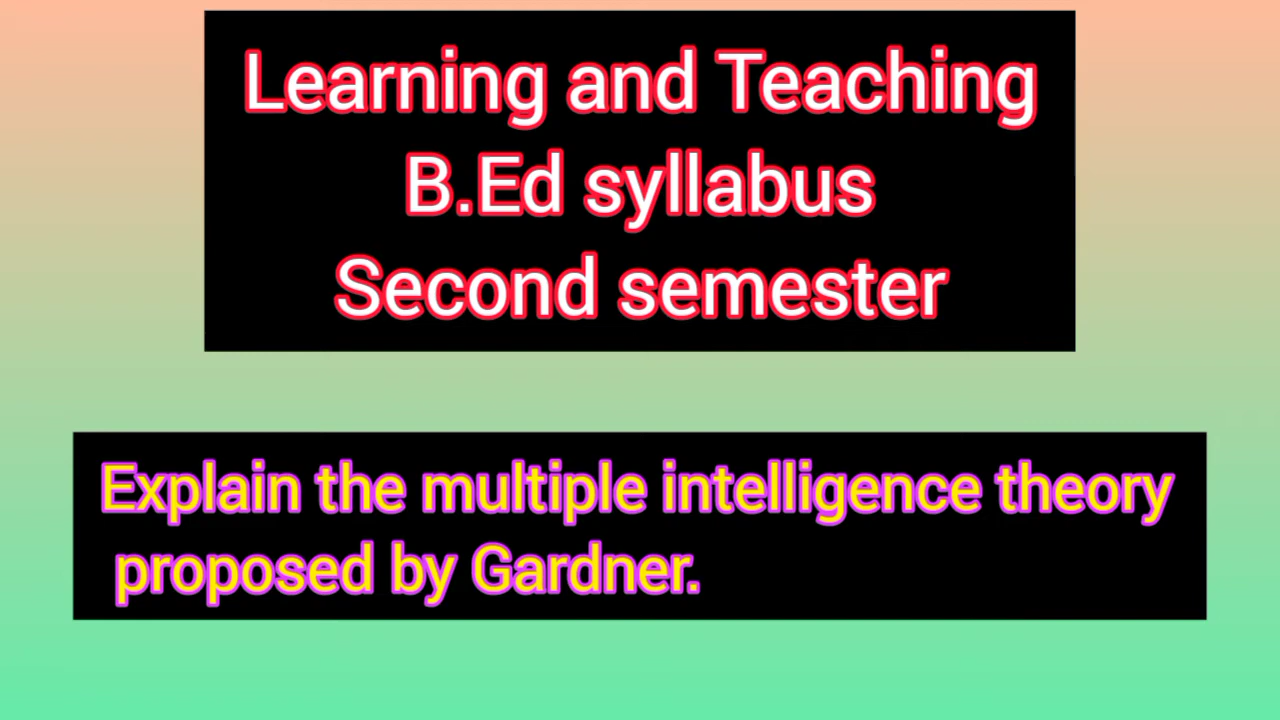 Learning and Teaching
B.Ed syllabus
Second semester
Explain the multiple intelligence theory
proposed by Gardner.